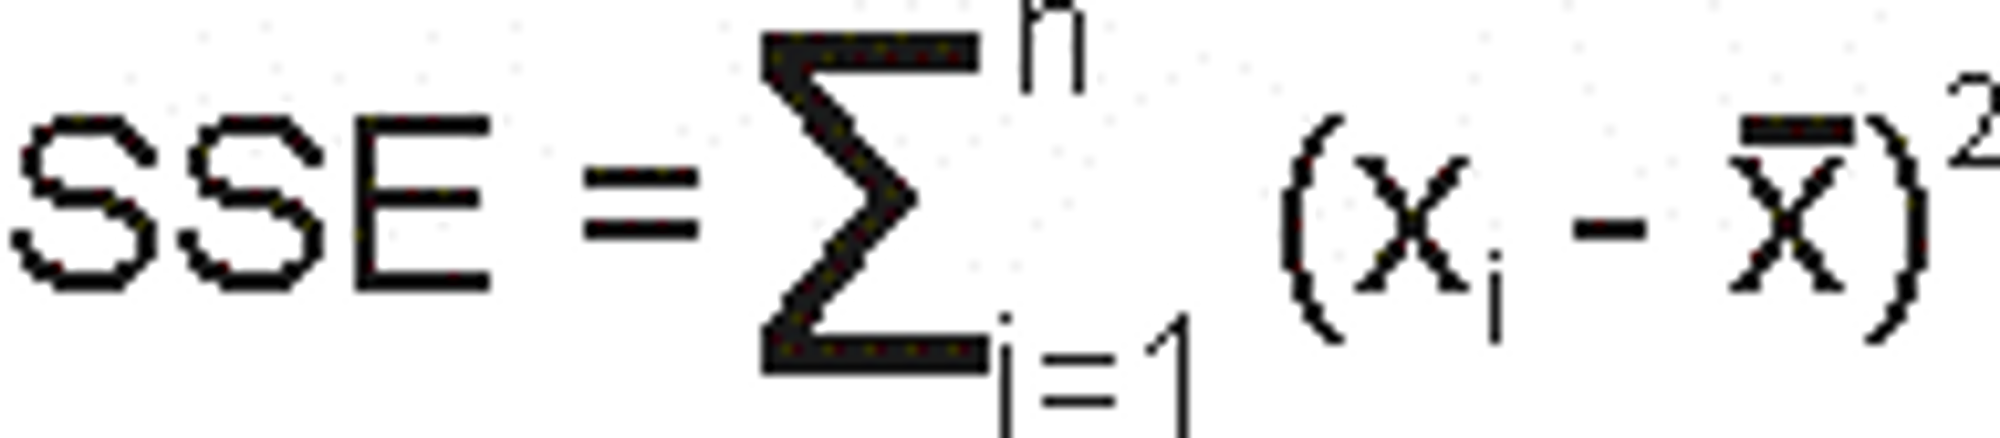 SSE = ∑ⁿᵢ₌₁ (xᵢ - x̄)²